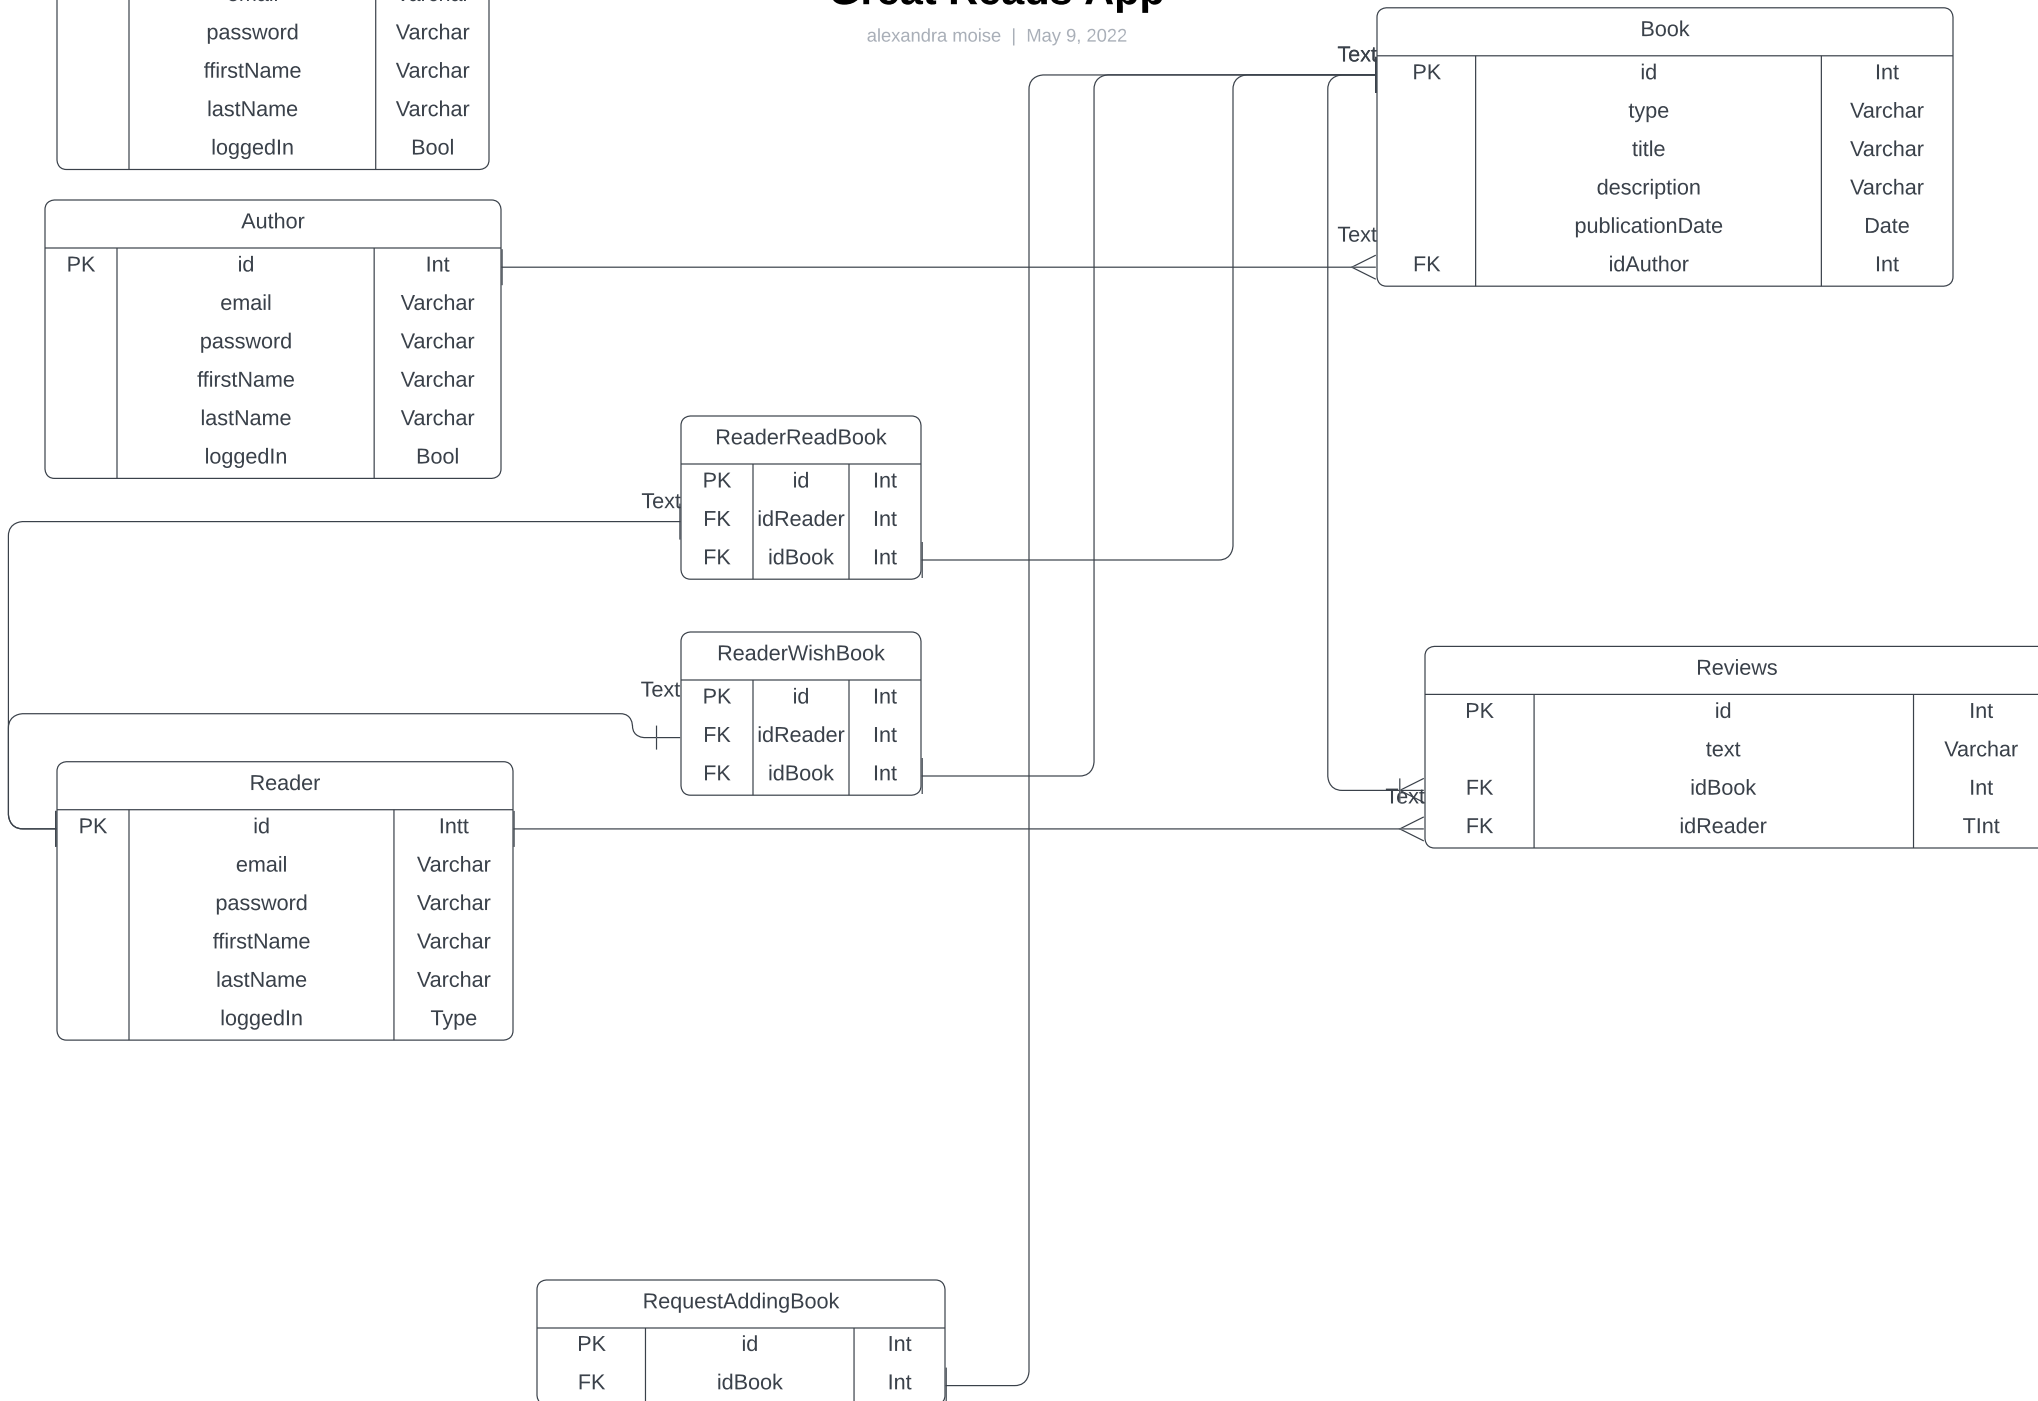 Great Reads App
alexandra moise | May 9, 2022
email Varchar
password Varchar
ffirstName Varchar
lastName Varchar
loggedIn Bool
Author
PK id Int
email Varchar
password Varchar
ffirstName Varchar
lastName Varchar
loggedIn Bool
Text
Book
PK id Int
type Varchar
title Varchar
description Varchar
publicationDate Date
Text
FK idAuthor Int
ReaderReadBook
PK id Int
Text
FK idReader Int
FK idBook Int
ReaderWishBook
Text
PK id Int
FK idReader Int
FK idBook Int
Reviews
PK id Int
text Varchar
FK idBook Int
Text
FK idReader TInt
Reader
PK id Intt
email Varchar
password Varchar
ffirstName Varchar
lastName Varchar
loggedIn Type
RequestAddingBook
PK id Int
FK idBook Int